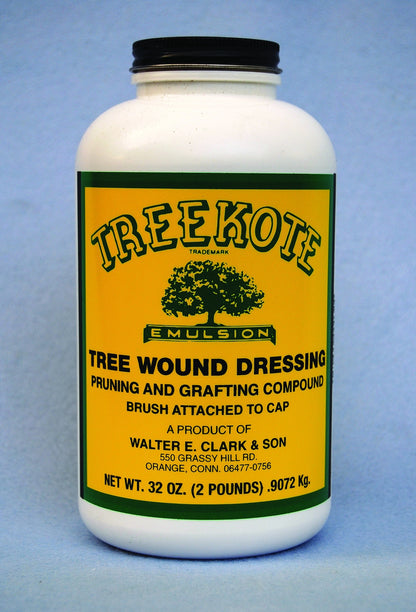 TREEKOTE
TRADEMARK
EMULSION
TREE WOUND DRESSING
PRUNING AND GRAFTING COMPOUND
BRUSH ATTACHED TO CAP
A PRODUCT OF
WALTER E. CLARK & SON
550 GRASSY HILL RD.
ORANGE, CONN. 06477-0756
NET WT. 32 OZ. (2 POUNDS) .9072 Kg.